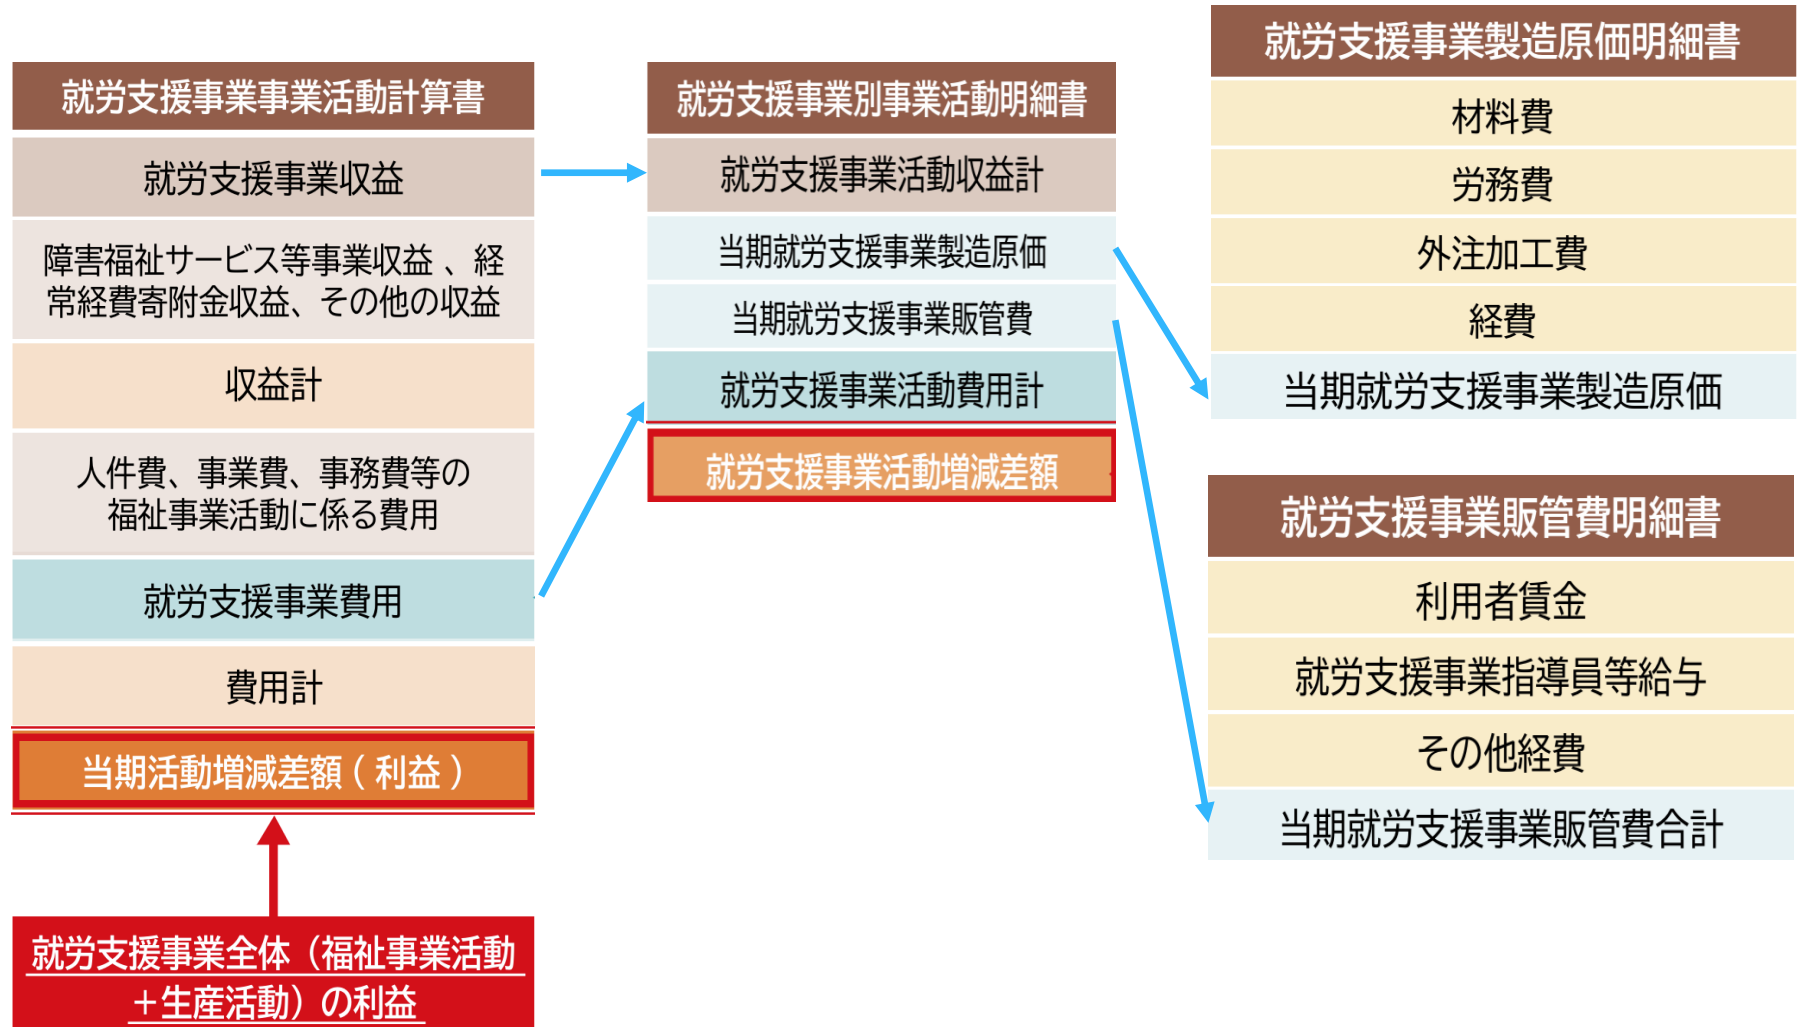 就労支援事業事業活動計算書
就労支援事業収益
障害福祉サービス等事業収益 、経
常経費寄附金収益、その他の収益
収益計
人件費、事業費、事務費等の
福祉事業活動に係る費用
就労支援事業費用
費用計
当期活動増減差額（ 利益 ）
就労支援事業全体（福祉事業活動
＋生産活動）の利益
就労支援事業別事業活動明細書
就労支援事業活動収益計
当期就労支援事業製造原価
当期就労支援事業販管費
就労支援事業活動費用計
就労支援事業活動増減差額
就労支援事業製造原価明細書
材料費
労務費
外注加工費
経費
当期就労支援事業製造原価
就労支援事業販管費明細書
利用者賃金
就労支援事業指導員等給与
その他経費
当期就労支援事業販管費合計